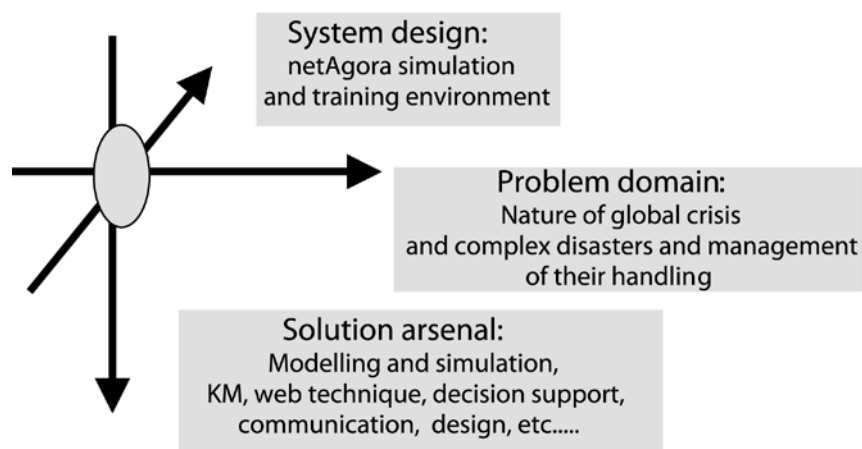 System design:
netAgora simulation
and training environment
Problem domain:
Nature of global crisis
and complex disasters and management
of their handling
Solution arsenal:
Modelling and simulation,
KM, web technique, decision support,
communication, design, etc.....